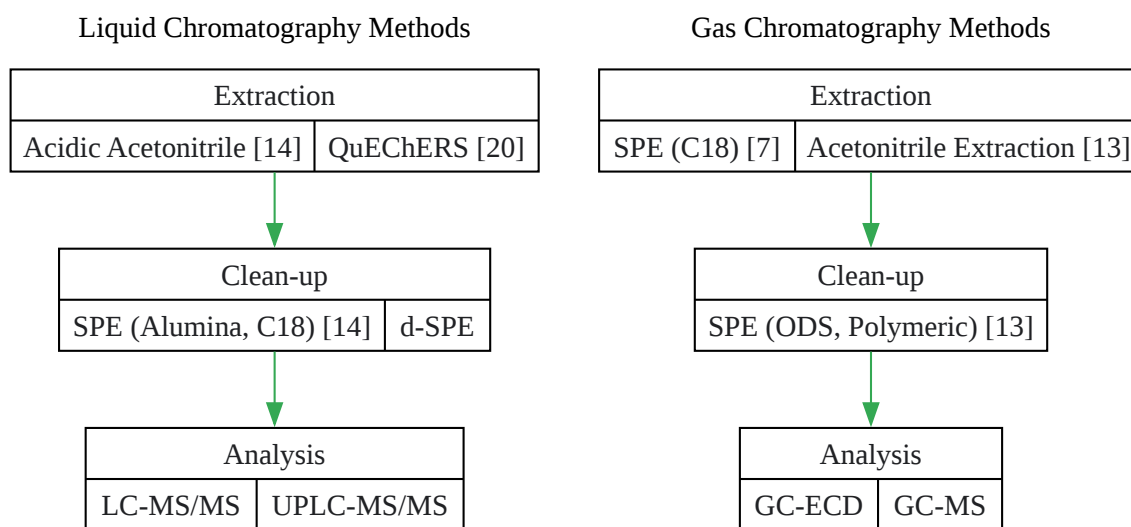 Liquid Chromatography Methods
Extraction
Acidic Acetonitrile [14]
QuEChERS [20]
Clean-up
SPE (Alumina, C18) [14]
d-SPE
Analysis
LC-MS/MS
UPLC-MS/MS
Gas Chromatography Methods
Extraction
SPE (C18) [7]
Acetonitrile Extraction [13]
Clean-up
SPE (ODS, Polymeric) [13]
Analysis
GC-ECD
GC-MS